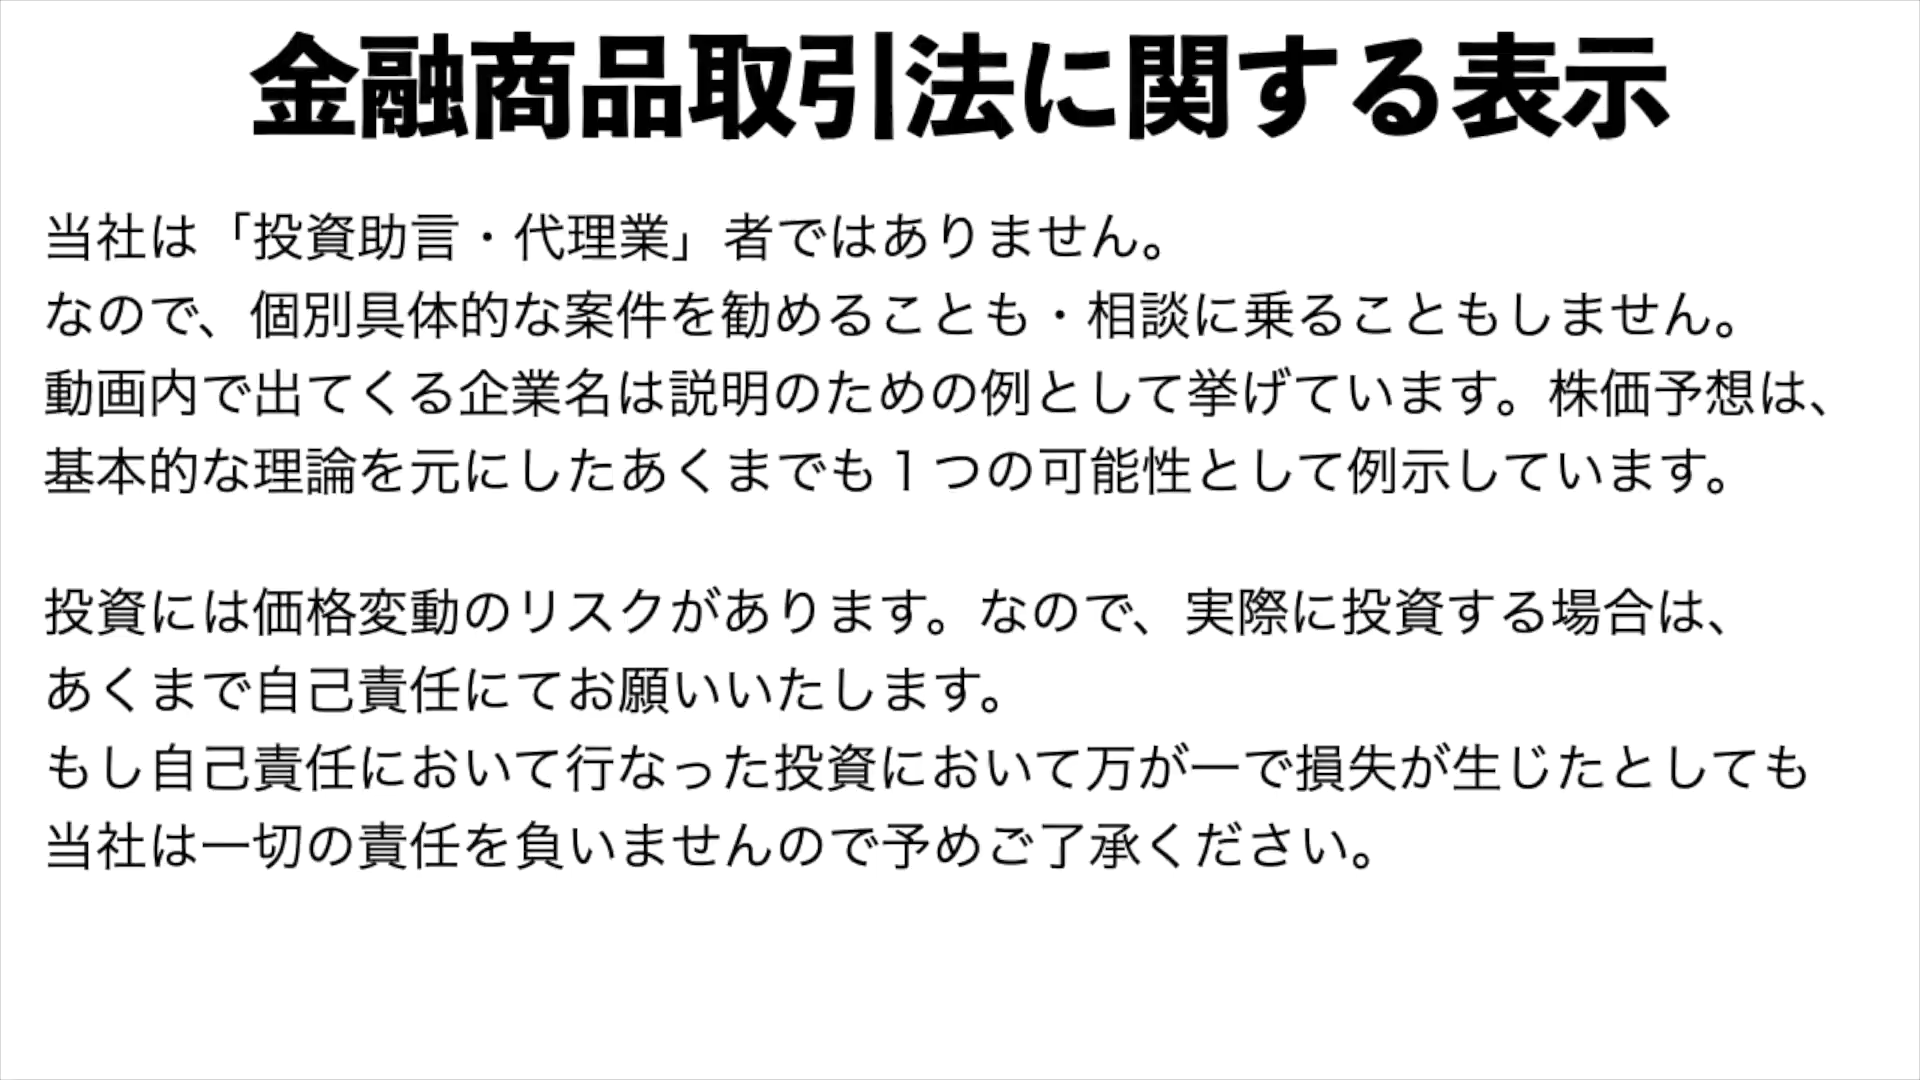 金融商品取引法に関する表示
当社は「投資助言・代理業」者ではありません。
なので、個別具体的な案件を勧めることも・相談に乗ることもしません。
動画内で出てくる企業名は説明のための例として挙げています。株価予想は、
基本的な理論を元にしたあくまでも１つの可能性として例示しています。
投資には価格変動のリスクがあります。なので、実際に投資する場合は、
あくまで自己責任にてお願いいたします。
もし自己責任において行なった投資において万が一で損失が生じたとしても
当社は一切の責任を負いませんので予めご了承ください。